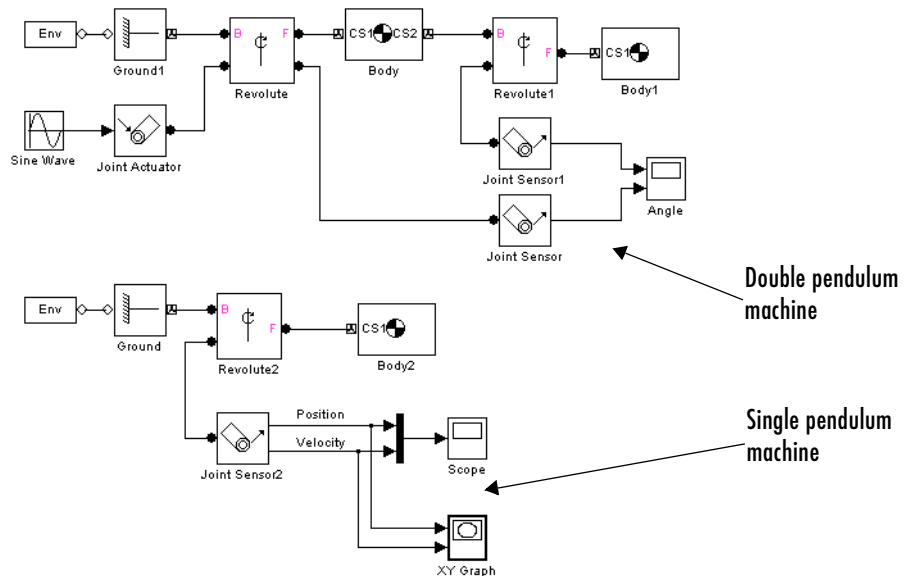 Env
B
F
CS1
CS2
B
F
CS1
Ground1
Body
Revolute
Revolute1
Body1
Sine Wave
Joint Actuator
Joint Sensor1
Angle
Joint Sensor
Double pendulum
machine
Env
B
F
CS1
Ground
Revolute2
Body2
Position
Velocity
Joint Sensor2
Scope
Single pendulum
machine
XY Graph